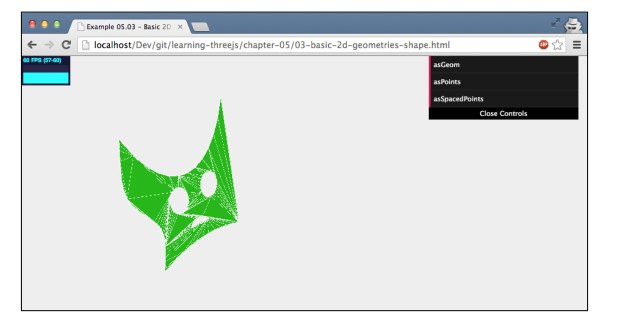 Example 05.03 - Basic 2D
localhost/Dev/git/learning-threejs/chapter-05/03-basic-2d-geometries-shape.html
60 FPS (57-60)
asGeom
asPoints
asSpacedPoints
Close Controls